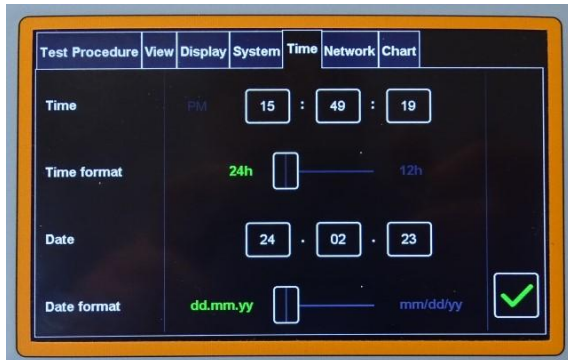 Test Procedure View Display System Time Network Chart
Time PM 15 : 49 : 19
Time format 24h 12h
Date 24 . 02 . 23
Date format dd.mm.yy mm/dd/yy